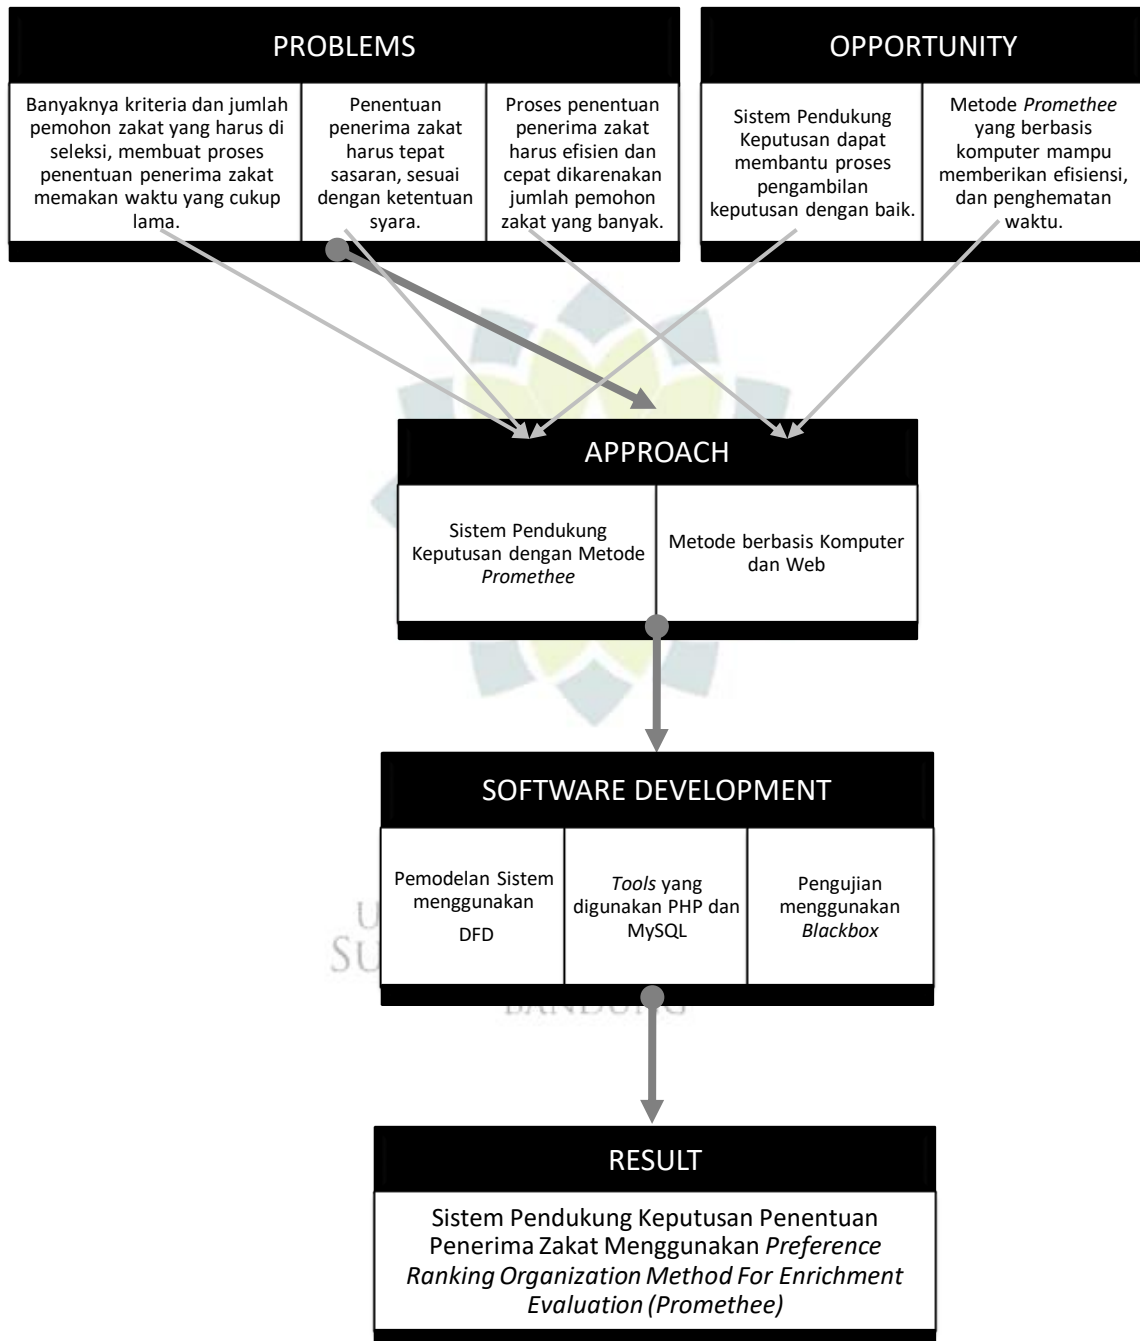 PROBLEMS
Banyaknya kriteria dan jumlah
pemohon zakat yang harus di
seleksi, membuat proses
penentuan penerima zakat
memakan waktu yang cukup
lama.
Penentuan
penerima zakat
harus tepat
sasaran, sesuai
dengan ketentuan
syara.
Proses penentuan
penerima zakat
harus efisien dan
cepat dikarenakan
jumlah pemohon
zakat yang banyak.
OPPORTUNITY
Sistem Pendukung
Keputusan dapat
membantu proses
pengambilan
keputusan dengan baik.
Metode Promethee
yang berbasis
komputer mampu
memberikan efisiensi,
dan penghematan
waktu.
APPROACH
Sistem Pendukung
Keputusan dengan Metode
Promethee
Metode berbasis Komputer
dan Web
SOFTWARE DEVELOPMENT
Pemodelan Sistem
menggunakan
DFD
Tools yang
digunakan PHP dan
MySQL
Pengujian
menggunakan
Blackbox
BANDUNG
RESULT
Sistem Pendukung Keputusan Penentuan
Penerima Zakat Menggunakan Preference
Ranking Organization Method For Enrichment
Evaluation (Promethee)